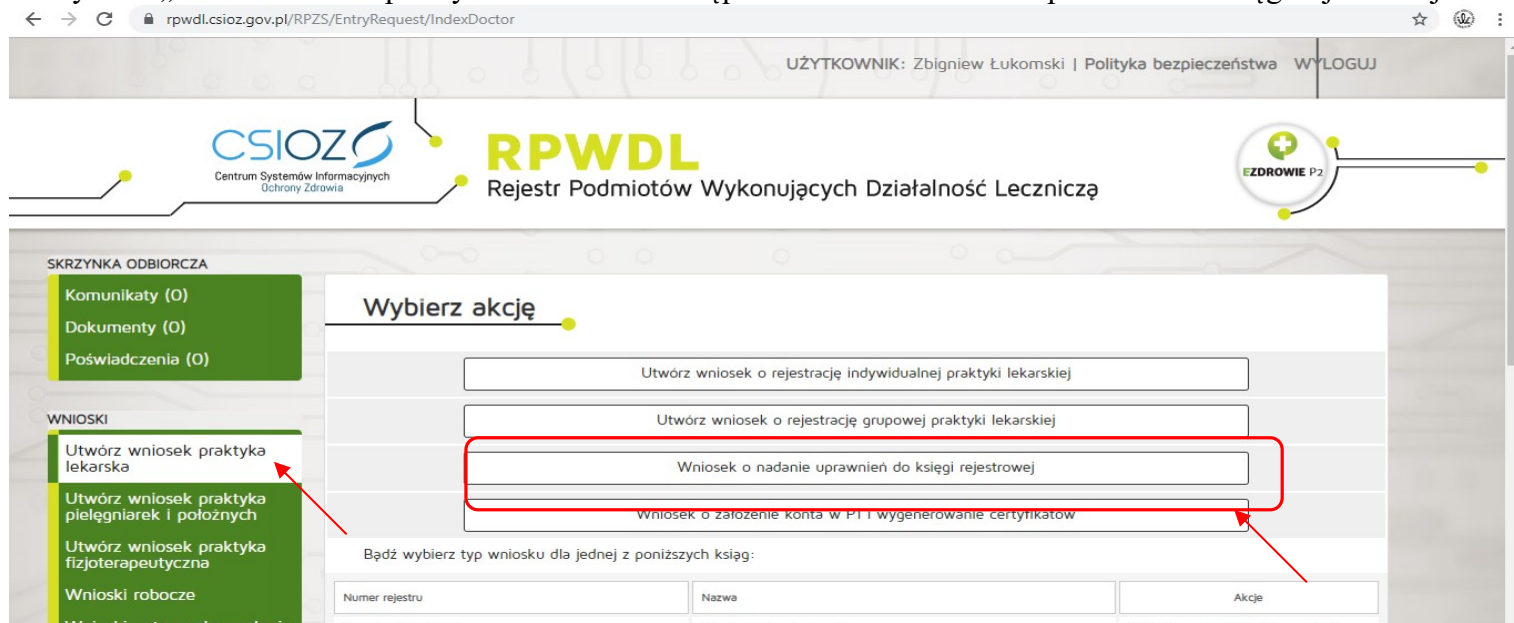 rpwdl.csioz.gov.pl/RPZS/EntryRequest/IndexDoctor
UŻYTKOWNIK: Zbigniew Łukomski | Polityka bezpieczeństwa WYLOGUJ
CSIOZ
Centrum Systemów Informacyjnych
Ochrony Zdrowia
RPWDL
Rejestr Podmiotów Wykonujących Działalność Leczniczą
EZDROWIE P2
SKRZYNKA ODBIORCZA
Komunikaty (0)
Dokumenty (0)
Poświadczenia (0)
WNIOSKI
Utwórz wniosek praktyka
lekarska
Utwórz wniosek praktyka
pielęgniarek i położnych
Utwórz wniosek praktyka
fizjoterapeutyczna
Wnioski robocze
Wybierz akcję
Utwórz wniosek o rejestrację indywidualnej praktyki lekarskiej
Utwórz wniosek o rejestrację grupowej praktyki lekarskiej
Wniosek o nadanie uprawnień do księgi rejestrowej
Wniosek o założenie konta w P1 i wygenerowanie certyfikatów
Bądź wybierz typ wniosku dla jednej z poniższych ksiąg:
Numer rejestru
Nazwa
Akcje